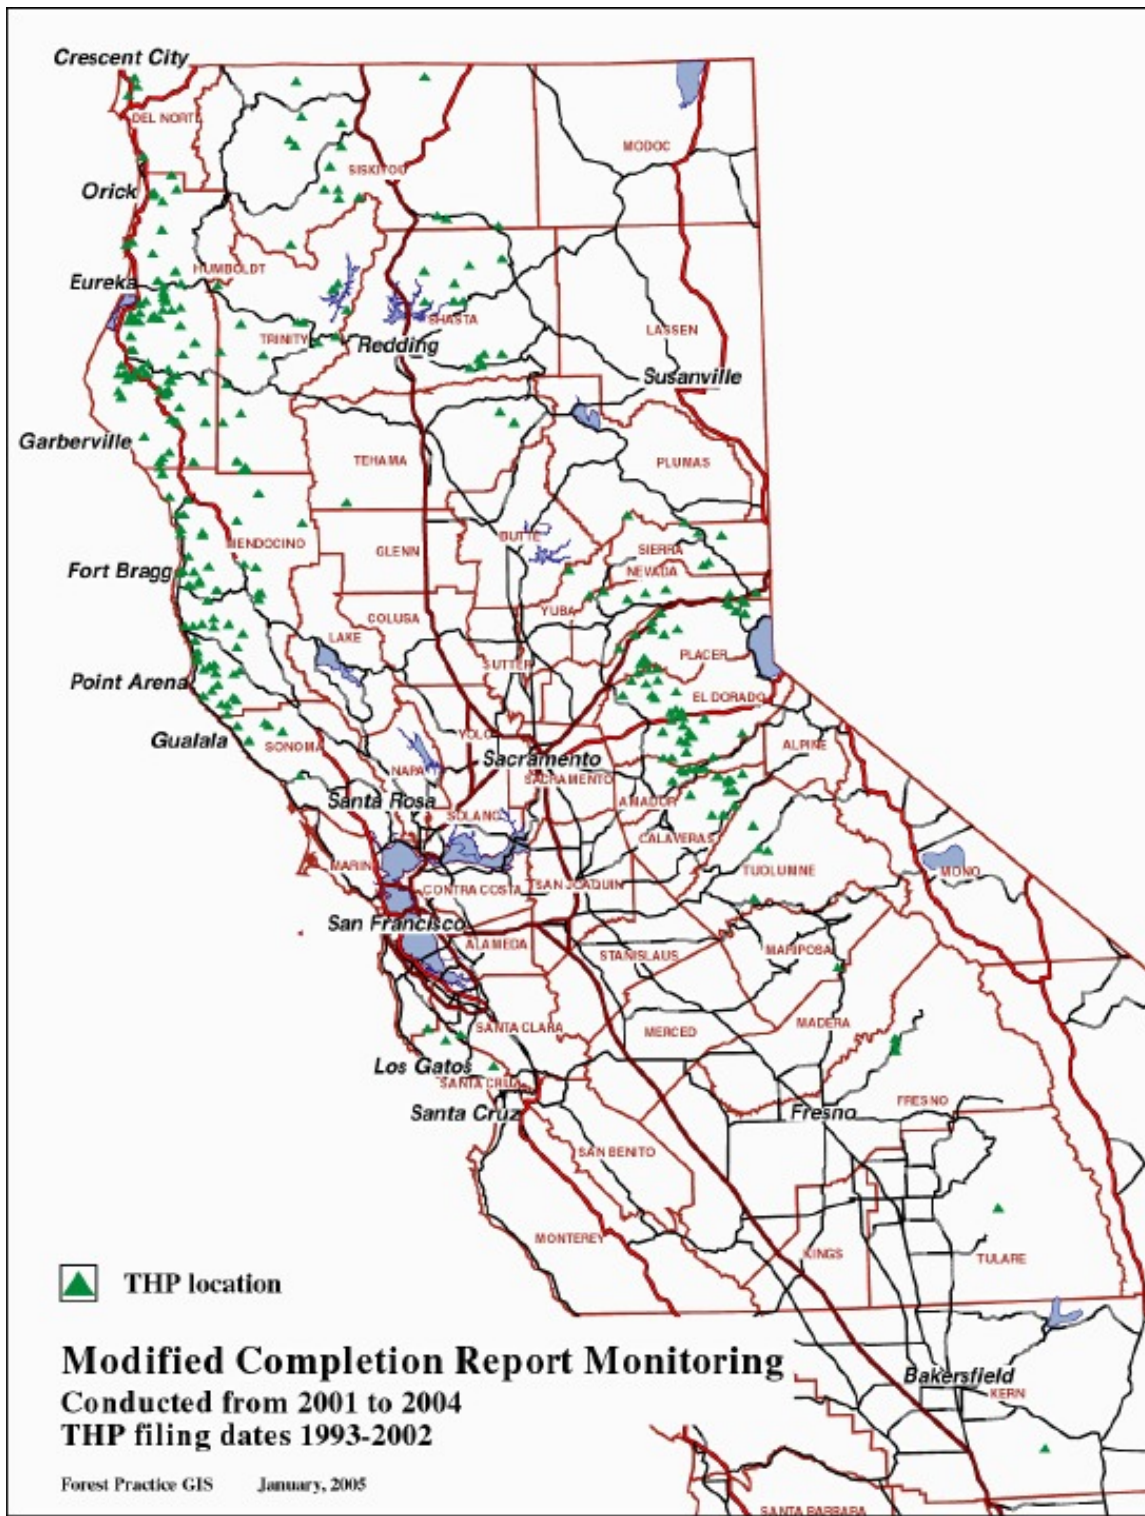 Crescent City
DEL NORTE
MODOC
SISKIYOU
Orick
HUMBOLDT
Eureka
SHASTA
LASSEN
TRINITY
Redding
Susanville
Garberville
TEHAMA
PLUMAS
BUTTE
MENDOCINO
GLENN
SIERRA
Fort Bragg
NEVADA
YUBA
COLUSA
LAKE
PLACER
SUTTER
Point Arena
EL DORADO
Gualala
SONOMA
YOLO
ALPINE
Sacramento
NAPA
SACRAMENTO
Santa Rosa
AMADOR
SOLANO
CALAVERAS
MARIN
TUOLUMNE
MONO
CONTRA COSTA
SAN JOAQUIN
San Francisco
ALAMEDA
STANISLAUS
MARIPOSA
SANTA CLARA
MERCED
MADERA
Los Gatos
SANTA CRUZ
FRESNO
Santa Cruz
Fresno
SAN BENITO
MONTEREY
KINGS
TULARE
THP location
Modified Completion Report Monitoring
Conducted from 2001 to 2004
THP filing dates 1993-2002
Bakersfield
KERN
Forest Practice GIS January, 2005
SANTA BARBARA